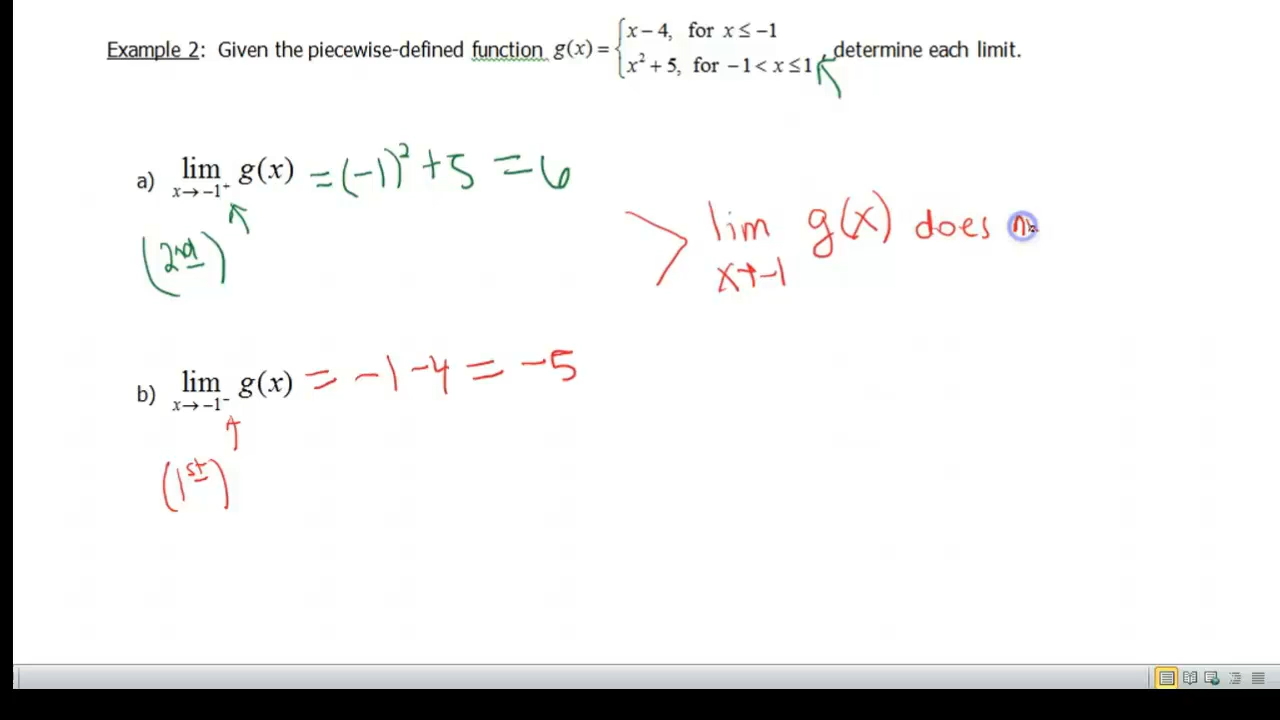 Example 2: Given the piecewise-defined function g(x) = { x − 4, for x ≤ −1
x² + 5, for −1 < x ≤ 1 determine each limit.
a) lim g(x) = (-1)² + 5 = 6
x → −1⁺
(2nd)
lim g(x) does
x→-1
b) lim g(x) = -1 -4 = -5
x → −1⁻
(1st)